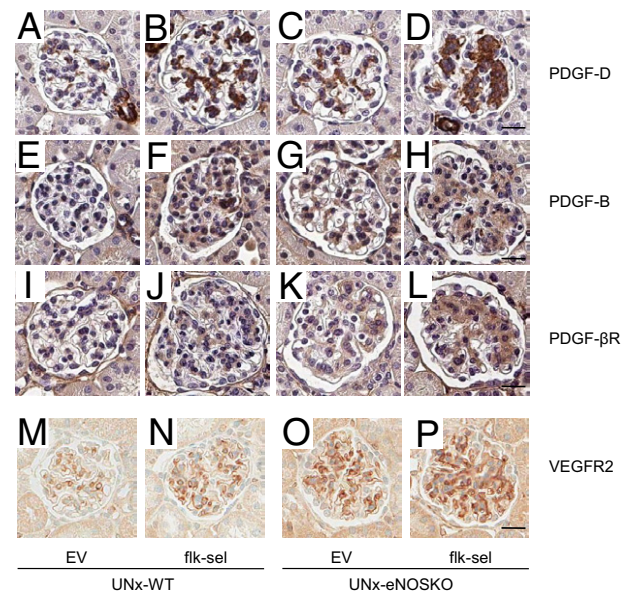 A B C D PDGF-D
E F G H PDGF-B
I J K L PDGF-βR
M N O P VEGFR2
EV flk-sel EV flk-sel
UNx-WT UNx-eNOSKO